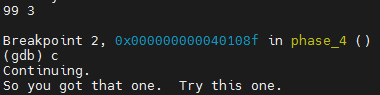 99 3
Breakpoint 2, 0x000000000040108f in phase_4 ()
(gdb) c
Continuing.
So you got that one.  Try this one.